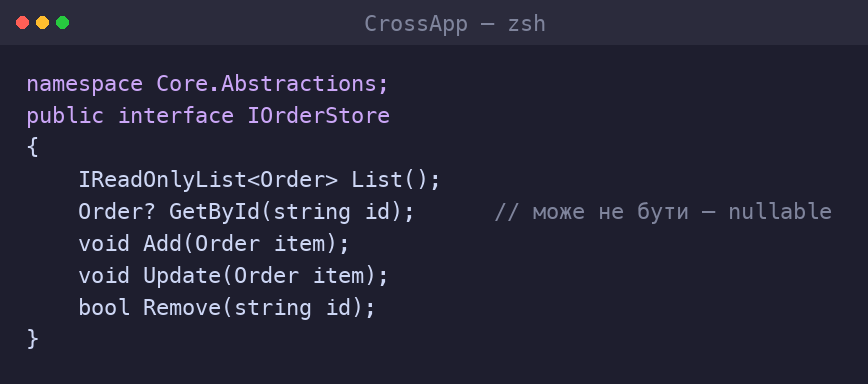 CrossApp — zsh
namespace Core.Abstractions;
public interface IOrderStore
{
    IReadOnlyList<Order> List();
    Order? GetById(string id);      // може не бути — nullable
    void Add(Order item);
    void Update(Order item);
    bool Remove(string id);
}